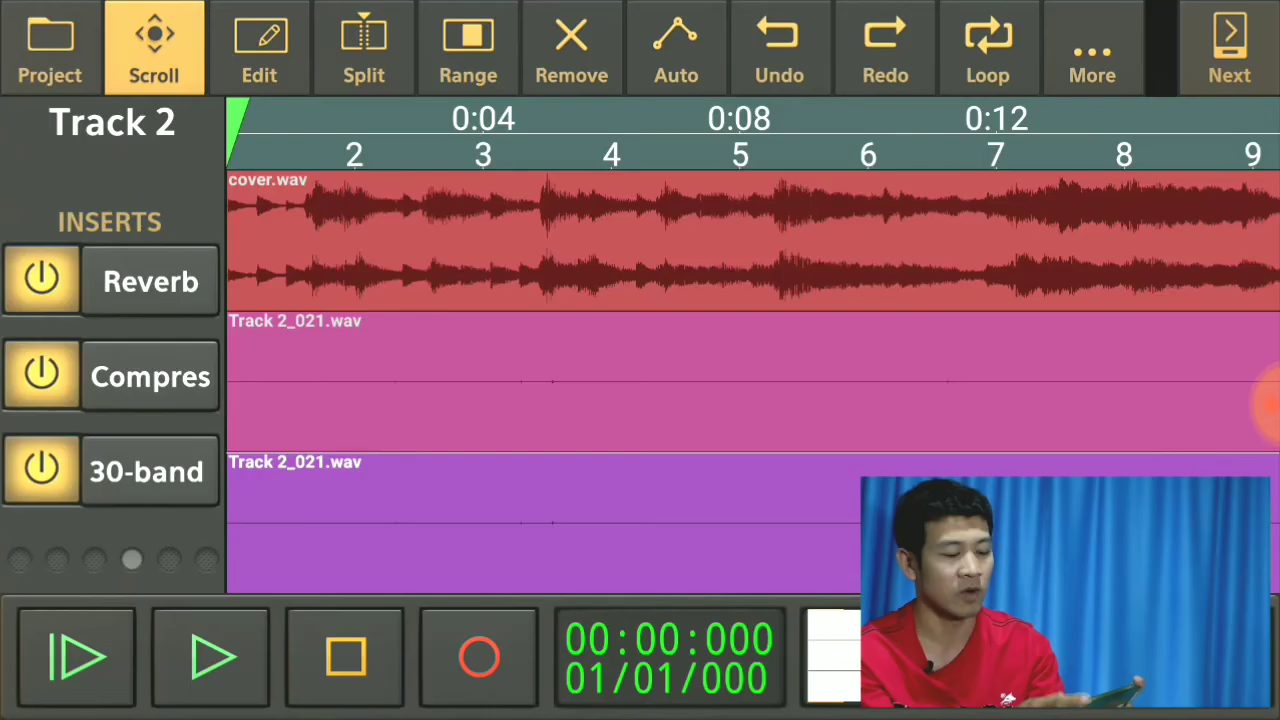 Project Scroll Edit Split Range Remove Auto Undo Redo Loop More Next
Track 2
0:04 0:08 0:12
2 3 4 5 6 7 8 9
cover.wav
INSERTS
Reverb
Track 2_021.wav
Compres
Track 2_021.wav
30-band
00:00:000
01/01/000